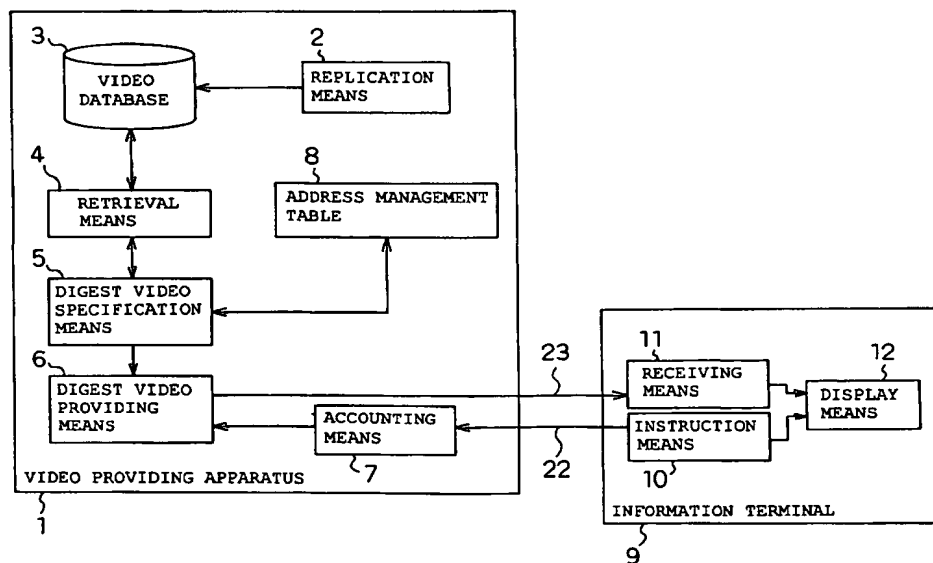 3
VIDEO
DATABASE
2
REPLICATION
MEANS
4
RETRIEVAL
MEANS
8
ADDRESS MANAGEMENT
TABLE
5
DIGEST VIDEO
SPECIFICATION
MEANS
6
DIGEST VIDEO
PROVIDING
MEANS
ACCOUNTING
MEANS
7
VIDEO PROVIDING APPARATUS
1
23
22
11
RECEIVING
MEANS
12
DISPLAY
MEANS
INSTRUCTION
MEANS
10
INFORMATION TERMINAL
9